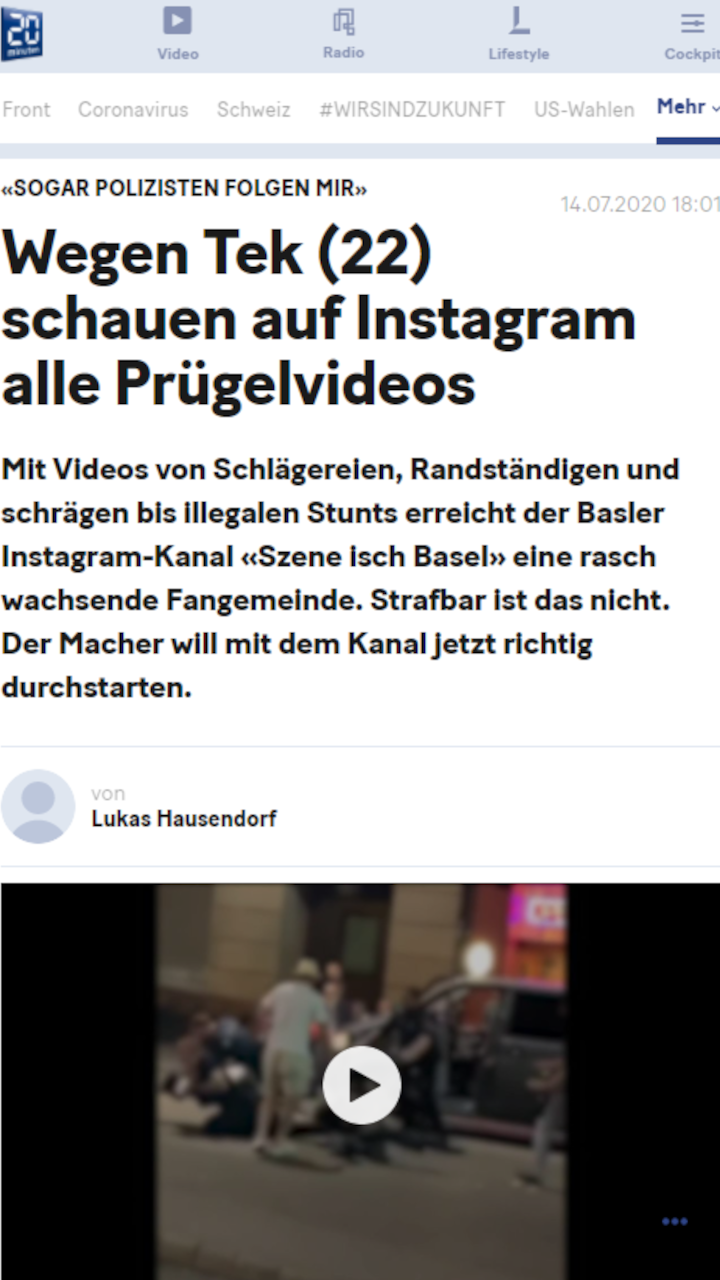 20
minuten
Video
Radio
Lifestyle
Cockpit
Front Coronavirus Schweiz #WIRSINDZUKUNFT US-Wahlen Mehr
«SOGAR POLIZISTEN FOLGEN MIR»
14.07.2020 18:01
Wegen Tek (22)
schauen auf Instagram
alle Prügelvideos
Mit Videos von Schlägereien, Randständigen und
schrägen bis illegalen Stunts erreicht der Basler
Instagram-Kanal «Szene isch Basel» eine rasch
wachsende Fangemeinde. Strafbar ist das nicht.
Der Macher will mit dem Kanal jetzt richtig
durchstarten.
von
Lukas Hausendorf